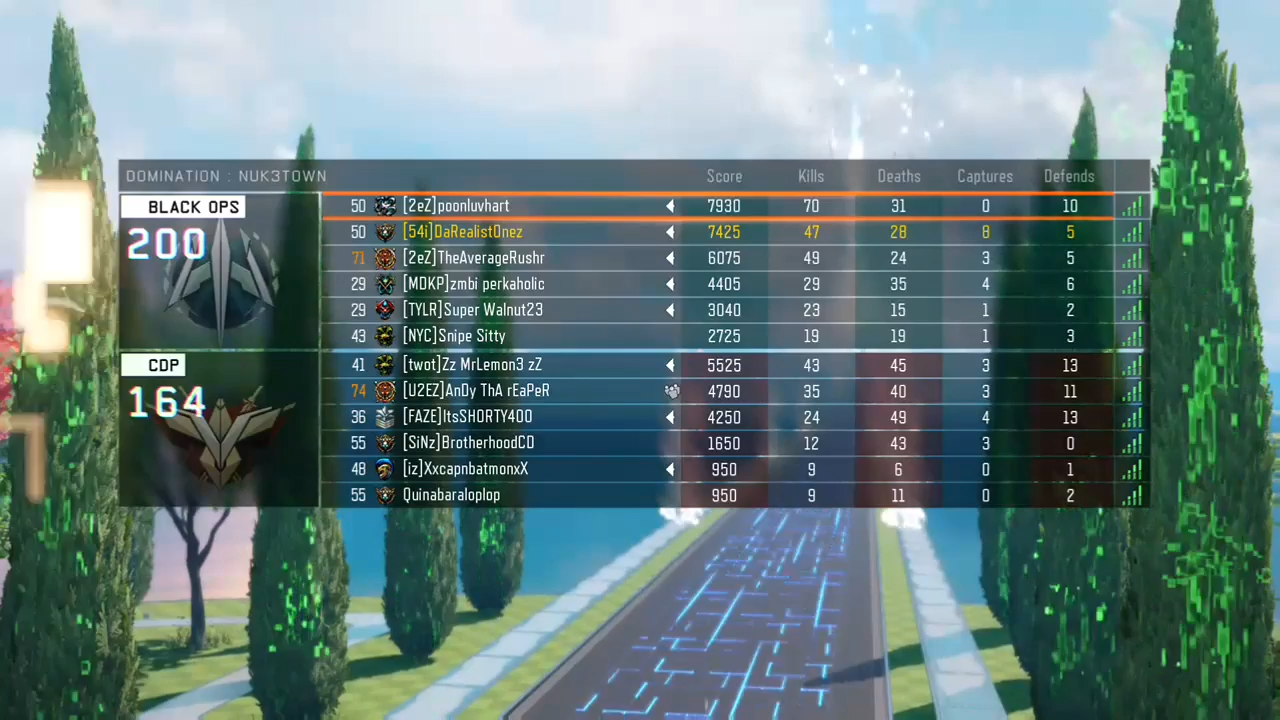 DOMINATION : NUK3TOWN Score Kills Deaths Captures Defends
BLACK OPS
200
50 [2eZ]poonluvhart 7930 70 31 0 10
50 [54i]DaRealistOnez 7425 47 28 8 5
71 [2eZ]TheAverageRushr 6075 49 24 3 5
29 [MDKP]zmbi perkaholic 4405 29 35 4 6
29 [TYLR]Super Walnut23 3040 23 15 1 2
43 [NYC]Snipe Sitty 2725 19 19 1 3
CDP
164
41 [twot]Zz MrLemon3 zZ 5525 43 45 3 13
74 [U2EZ]AnDy ThA rEaPeR 4790 35 40 3 11
36 [FAZE]ItsSHORTY400 4250 24 49 4 13
55 [SiNz]BrotherhoodCD 1650 12 43 3 0
48 [iz]XxcapnbatmonxX 950 9 6 0 1
55 Quinabaraloplop 950 9 11 0 2